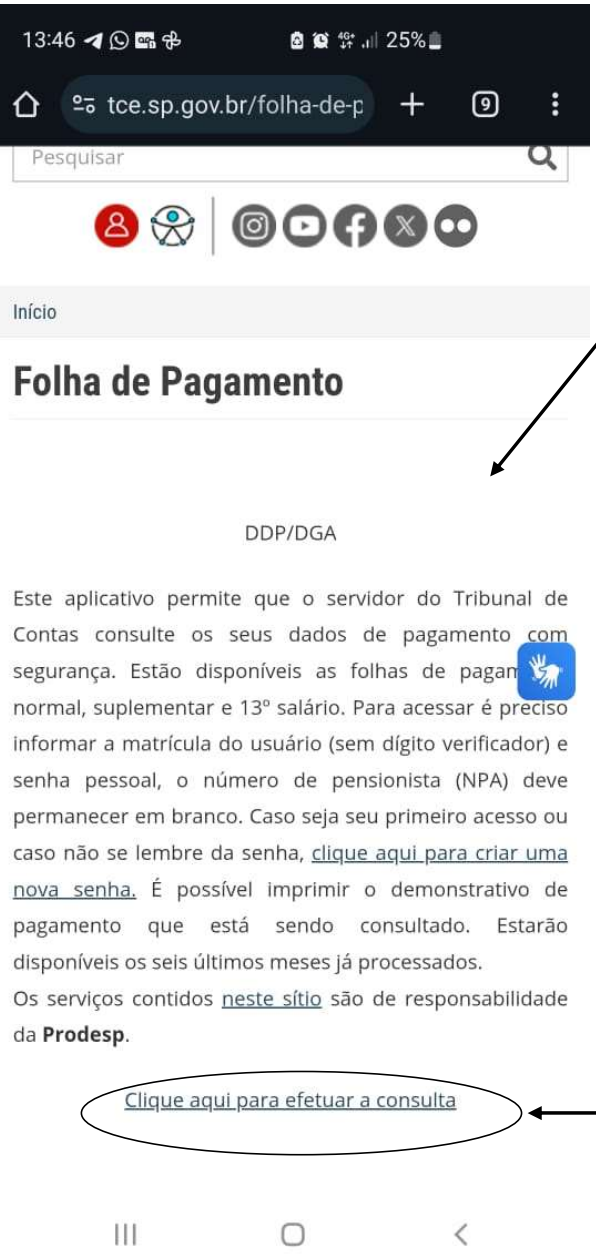 13:46 25%
tce.sp.gov.br/folha-de-p 9
Pesquisar
Início
Folha de Pagamento
DDP/DGA
Este aplicativo permite que o servidor do Tribunal de
Contas consulte os seus dados de pagamento com
segurança. Estão disponíveis as folhas de pagam
normal, suplementar e 13º salário. Para acessar é preciso
informar a matrícula do usuário (sem dígito verificador) e
senha pessoal, o número de pensionista (NPA) deve
permanecer em branco. Caso seja seu primeiro acesso ou
caso não se lembre da senha, clique aqui para criar uma
nova senha. É possível imprimir o demonstrativo de
pagamento que está sendo consultado. Estarão
disponíveis os seis últimos meses já processados.
Os serviços contidos neste sítio são de responsabilidade
da Prodesp.
Clique aqui para efetuar a consulta